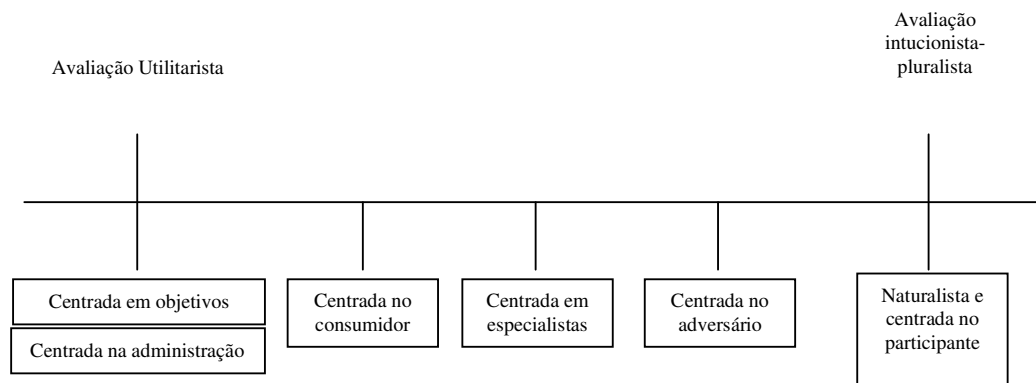 Avaliação
intucionista-
pluralista
Avaliação Utilitarista
Centrada em objetivos
Centrada na administração
Centrada no
consumidor
Centrada em
especialistas
Centrada no
adversário
Naturalista e
centrada no
participante